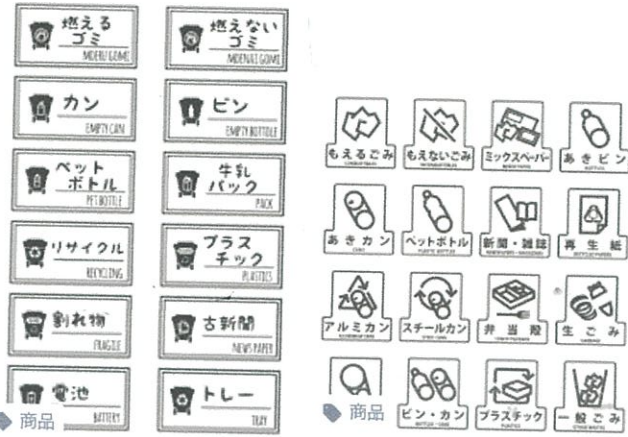 燃える
ゴミ
MOERU GOMI
燃えない
ゴミ
MOENAI GOMI
カン
EMPTY CAN
ビン
EMPTY BOTTOLE
ペット
ボトル
PET BOTTLE
牛乳
パック
PACK
リサイクル
RECYCLING
プラス
チック
PLASTICS
割れ物
FRAGILE
古新聞
NEWS PAPER
電池
BATTERY
トレー
TRAY
商品
もえるごみ
もえないごみ
ミックスペーパー
あきビン
あきカン
ペットボトル
新聞・雑誌
再生紙
アルミカン
スチールカン
弁当殻
生ごみ
ビン・カン
プラスチック
一般ごみ
商品